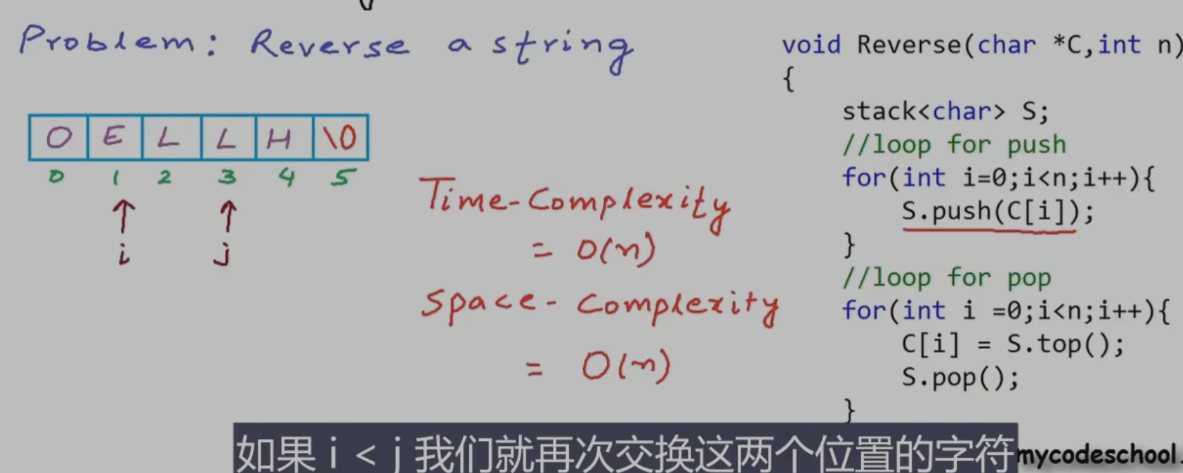 Problem: Reverse a string
O E L L H \0
0 1 2 3 4 5
i j
Time-Complexity
= O(n)
Space-Complexity
= O(n)
void Reverse(char *C,int n)
{
stack<char> S;
//loop for push
for(int i=0;i<n;i++){
S.push(C[i]);
}
//loop for pop
for(int i =0;i<n;i++){
C[i] = S.top();
S.pop();
}
如果 i < j 我们就再次交换这两个位置的字符
mycodeschool.